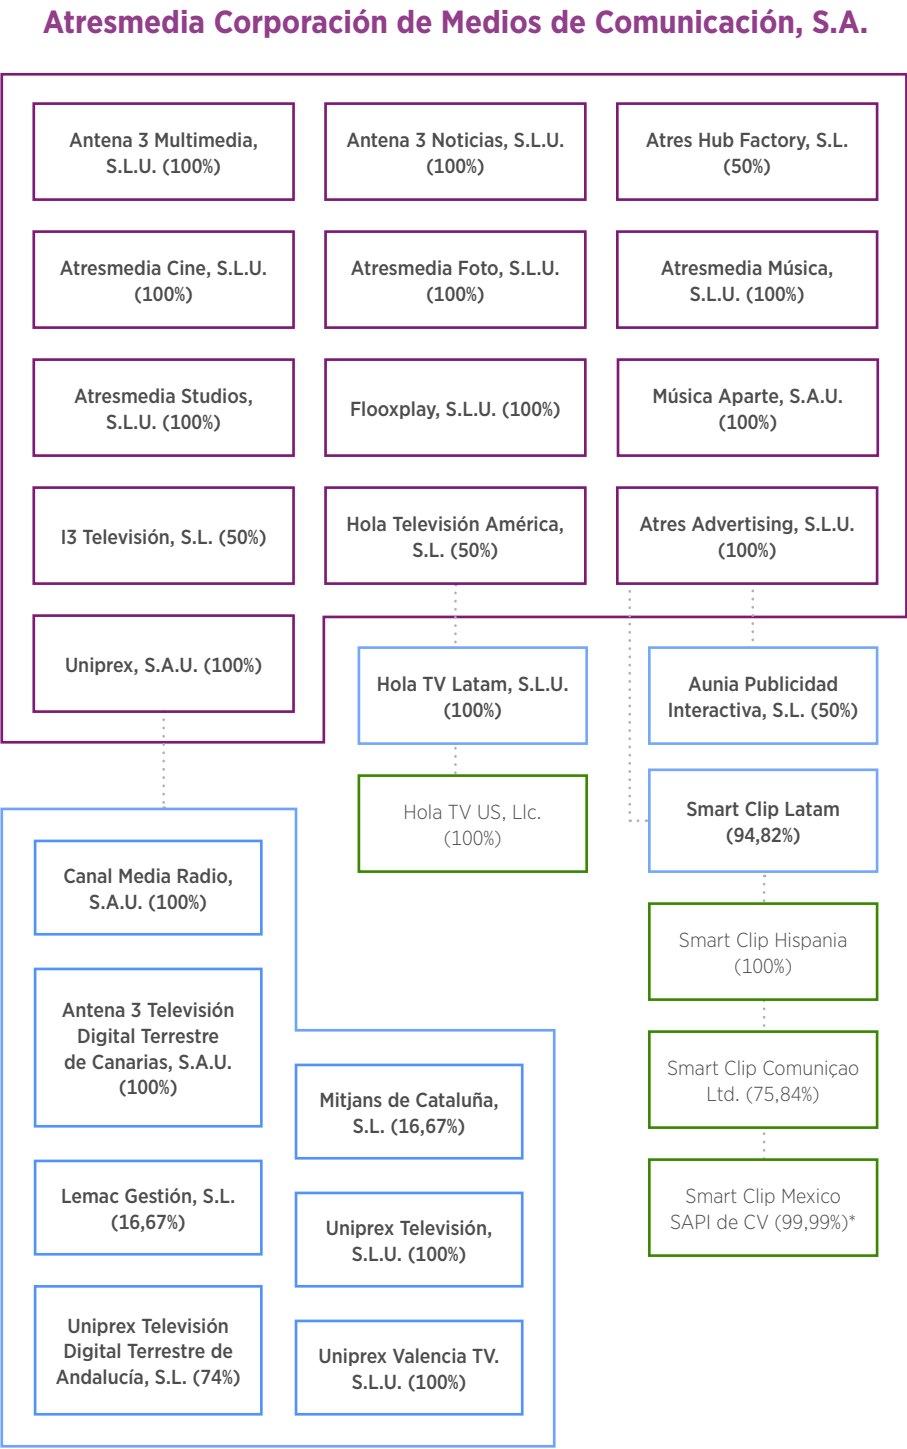 Atresmedia Corporación de Medios de Comunicación, S.A.
Antena 3 Multimedia,
S.L.U. (100%)
Antena 3 Noticias, S.L.U.
(100%)
Atres Hub Factory, S.L.
(50%)
Atresmedia Cine, S.L.U.
(100%)
Atresmedia Foto, S.L.U.
(100%)
Atresmedia Música,
S.L.U. (100%)
Atresmedia Studios,
S.L.U. (100%)
Flooxplay, S.L.U. (100%)
Música Aparte, S.A.U.
(100%)
I3 Televisión, S.L. (50%)
Hola Televisión América,
S.L. (50%)
Atres Advertising, S.L.U.
(100%)
Uniprex, S.A.U. (100%)
Hola TV Latam, S.L.U.
(100%)
Aunia Publicidad
Interactiva, S.L. (50%)
Hola TV US, Llc.
(100%)
Smart Clip Latam
(94,82%)
Smart Clip Hispania
(100%)
Smart Clip Comuniçao
Ltd. (75,84%)
Smart Clip Mexico
SAPI de CV (99,99%)*
Canal Media Radio,
S.A.U. (100%)
Antena 3 Televisión
Digital Terrestre
de Canarias, S.A.U.
(100%)
Lemac Gestión, S.L.
(16,67%)
Uniprex Televisión
Digital Terrestre de
Andalucía, S.L. (74%)
Mitjans de Cataluña,
S.L. (16,67%)
Uniprex Televisión,
S.L.U. (100%)
Uniprex Valencia TV.
S.L.U. (100%)